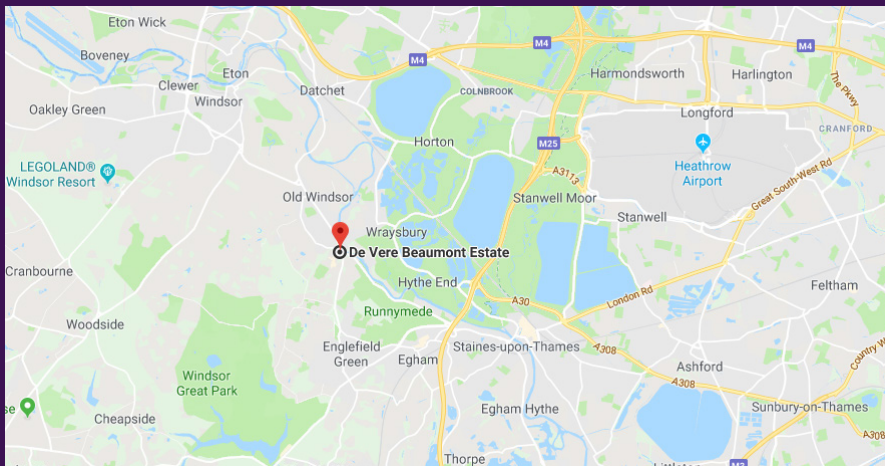 Eton Wick
M4
M4
Boveney
Eton
M4
Harmondsworth
Harlington
The Pkwy
Clewer
Datchet
COLNBROOK
Windsor
Oakley Green
Longford
CRANFORD
Horton
M25
LEGOLAND®
Windsor Resort
Heathrow
Airport
A3113
Great South-West Rd
Old Windsor
Stanwell Moor
Stanwell
Wraysbury
De Vere Beaumont Estate
Cranbourne
Hythe End
Feltham
A30
London Rd
Runnymede
Woodside
Englefield
Green
Egham
Staines-upon-Thames
A308
Ashford
Windsor
Great Park
A308
Country W
se
Cheapside
Egham Hythe
Sunbury-on-Thames
A308
Thorpe